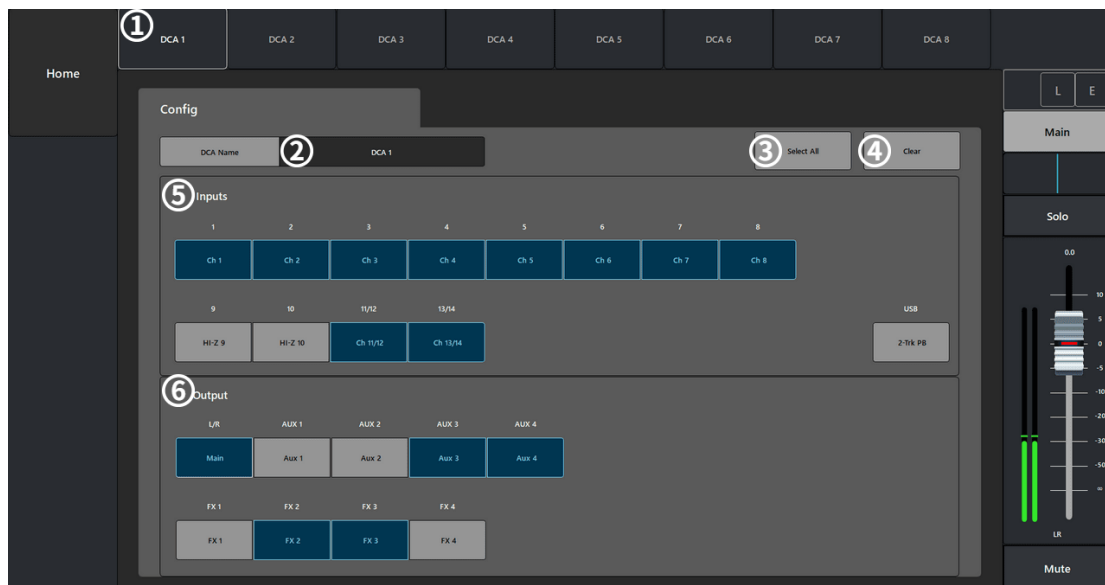 ① DCA 1 DCA 2 DCA 3 DCA 4 DCA 5 DCA 6 DCA 7 DCA 8
Home
L E
Config
Main
DCA Name ② DCA 1 ③ Select All ④ Clear
⑤ Inputs
Solo
1 2 3 4 5 6 7 8
Ch 1 Ch 2 Ch 3 Ch 4 Ch 5 Ch 6 Ch 7 Ch 8
0.0
10
5
0
-5
-10
-20
-30
-50
∞
9 10 11/12 13/14 USB
HI-Z 9 HI-Z 10 Ch 11/12 Ch 13/14 2-Trk PB
⑥ Output
L/R AUX 1 AUX 2 AUX 3 AUX 4
Main Aux 1 Aux 2 Aux 3 Aux 4
FX 1 FX 2 FX 3 FX 4
FX 1 FX 2 FX 3 FX 4
LR
Mute